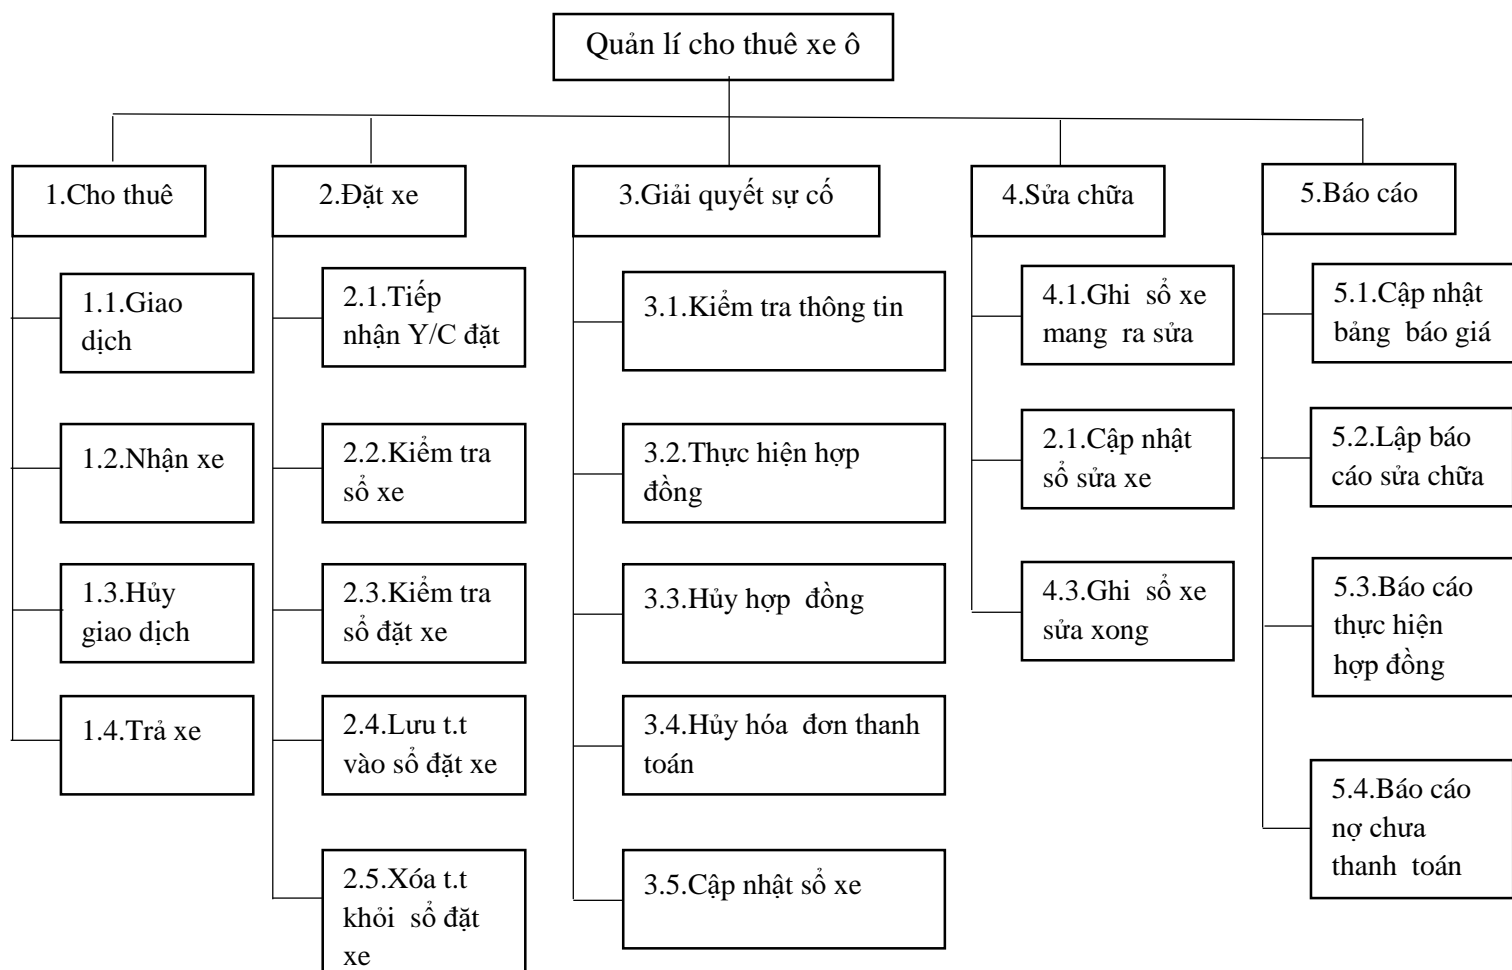 Quản lí cho thuê xe ô
1.Cho thuê
2.Đặt xe
3.Giải quyết sự cố
4.Sửa chữa
5.Báo cáo
1.1.Giao
dịch
1.2.Nhận xe
1.3.Hủy
giao dịch
1.4.Trả xe
2.1.Tiếp
nhận Y/C đặt
2.2.Kiểm tra
sổ xe
2.3.Kiểm tra
sổ đặt xe
2.4.Lưu t.t
vào sổ đặt xe
2.5.Xóa t.t
khỏi sổ đặt
xe
3.1.Kiểm tra thông tin
3.2.Thực hiện hợp
đồng
3.3.Hủy hợp đồng
3.4.Hủy hóa đơn thanh
toán
3.5.Cập nhật sổ xe
4.1.Ghi sổ xe
mang ra sửa
2.1.Cập nhật
sổ sửa xe
4.3.Ghi sổ xe
sửa xong
5.1.Cập nhật
bảng báo giá
5.2.Lập báo
cáo sửa chữa
5.3.Báo cáo
thực hiện
hợp đồng
5.4.Báo cáo
nợ chưa
thanh toán